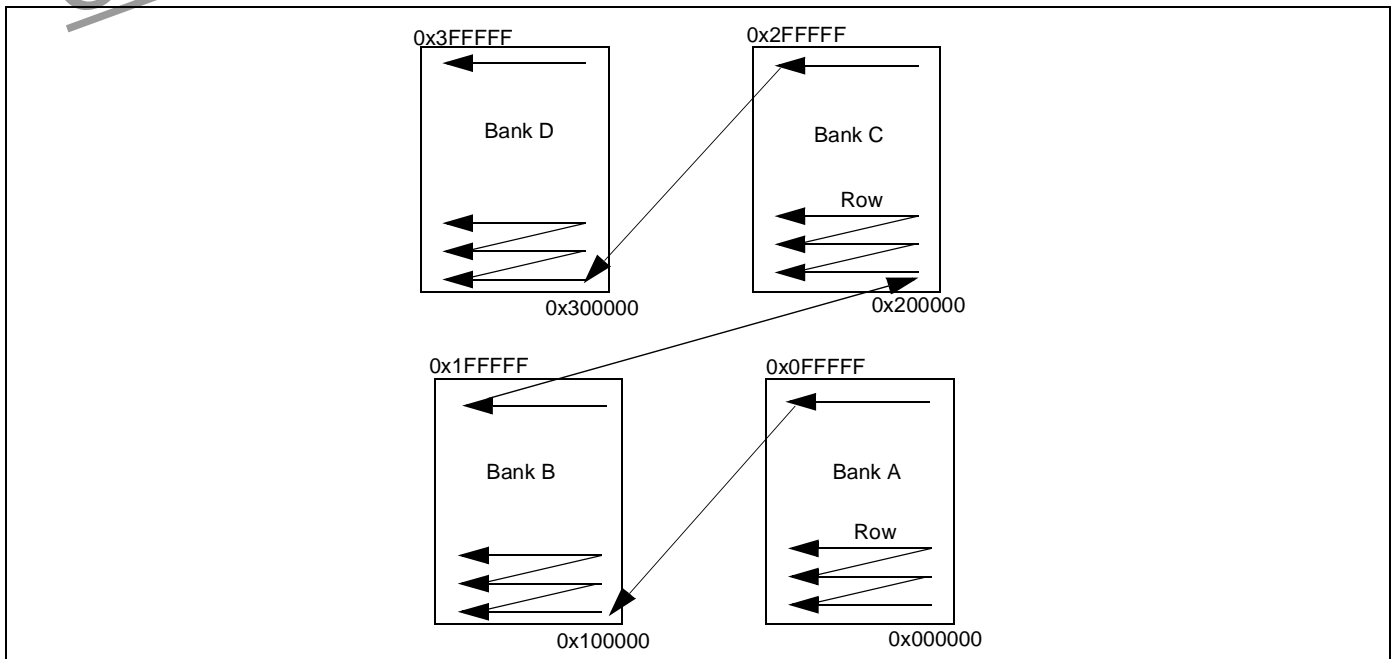 0x3FFFFF
0x2FFFFF
Bank D
Bank C
Row
0x300000
0x200000
0x1FFFFF
0x0FFFFF
Bank B
Bank A
Row
0x100000
0x000000